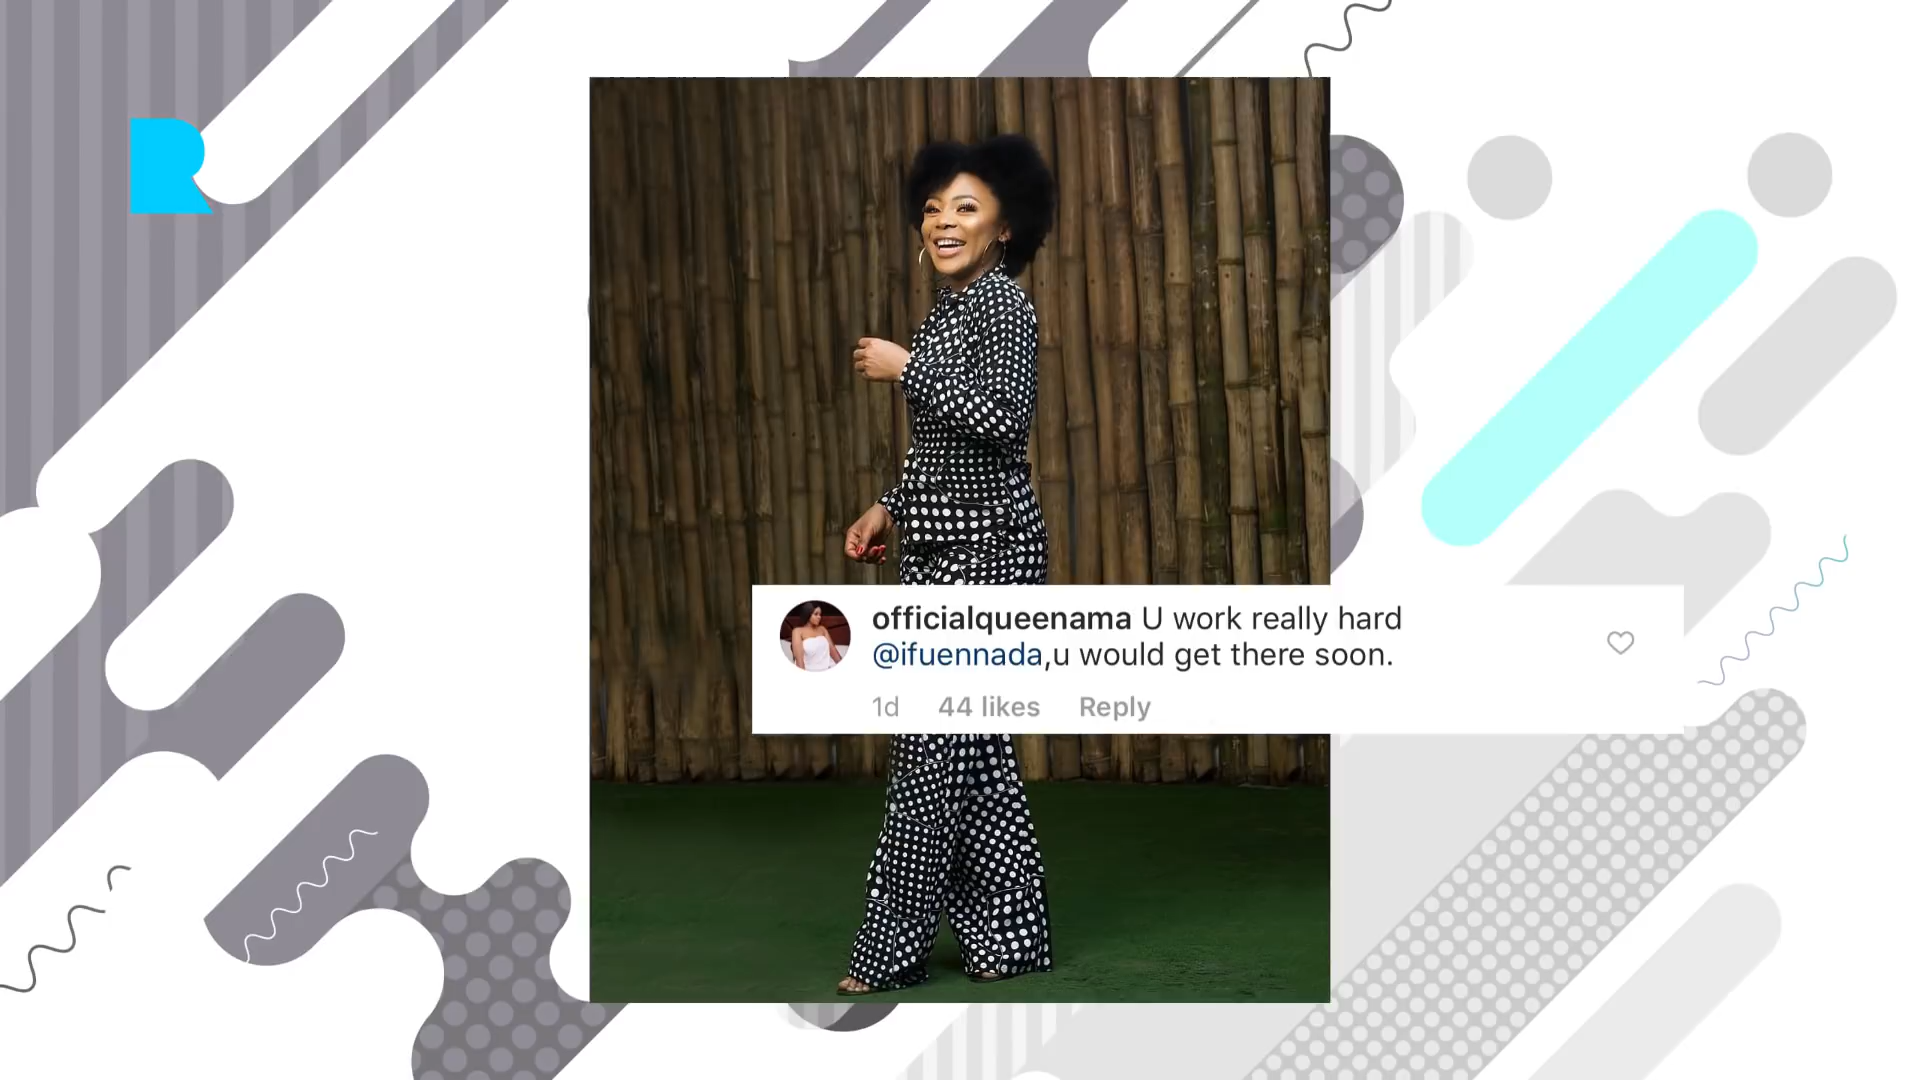 R
officialqueenama U work really hard
@ifuennada,u would get there soon.
1d 44 likes Reply